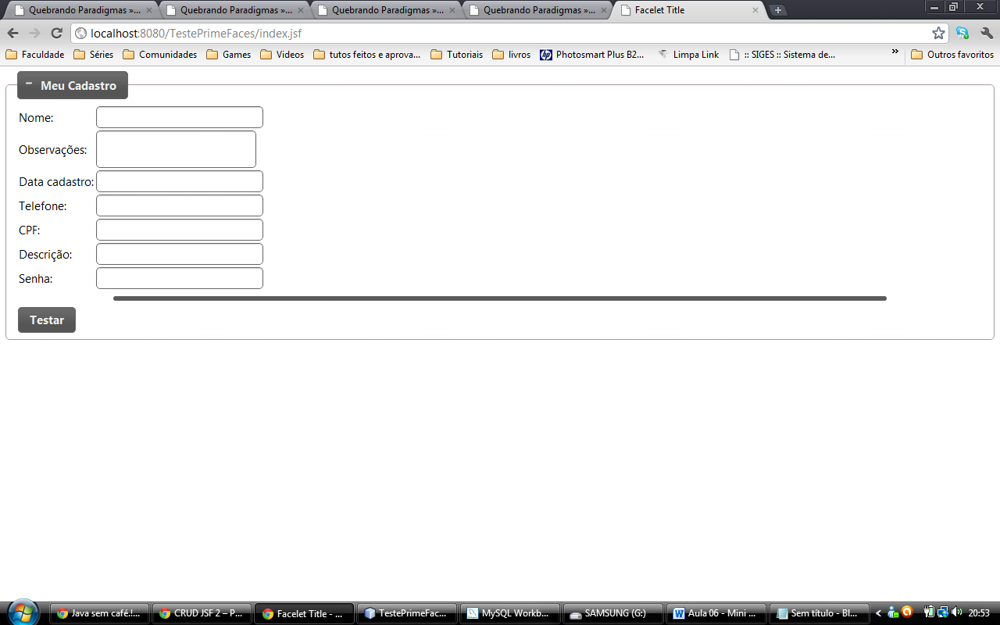 Quebrando Paradigmas »...
Quebrando Paradigmas »...
Quebrando Paradigmas »...
Quebrando Paradigmas »...
Facelet Title
localhost:8080/TestePrimeFaces/index.jsf
Faculdade
Séries
Comunidades
Games
Videos
tutos feitos e aprova...
Tutoriais
livros
hp
Photosmart Plus B2...
Limpa Link
:: SIGES :: Sistema de...
»
Outros favoritos
Meu Cadastro
Nome:
Observações:
Data cadastro:
Telefone:
CPF:
Descrição:
Senha:
Testar
Java sem café.!...
CRUD JSF 2 – P...
Facelet Title - ...
TestePrimeFac...
MySQL Workb...
SAMSUNG (G:)
Aula 06 - Mini ...
Sem título - Bl...
20:53